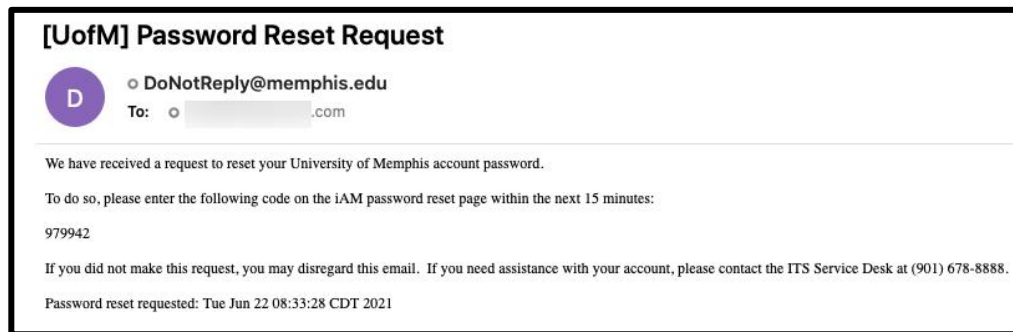 [UofM] Password Reset Request
D
DoNotReply@memphis.edu
To: .com
We have received a request to reset your University of Memphis account password.
To do so, please enter the following code on the iAM password reset page within the next 15 minutes:
979942
If you did not make this request, you may disregard this email.  If you need assistance with your account, please contact the ITS Service Desk at (901) 678-8888.
Password reset requested: Tue Jun 22 08:33:28 CDT 2021